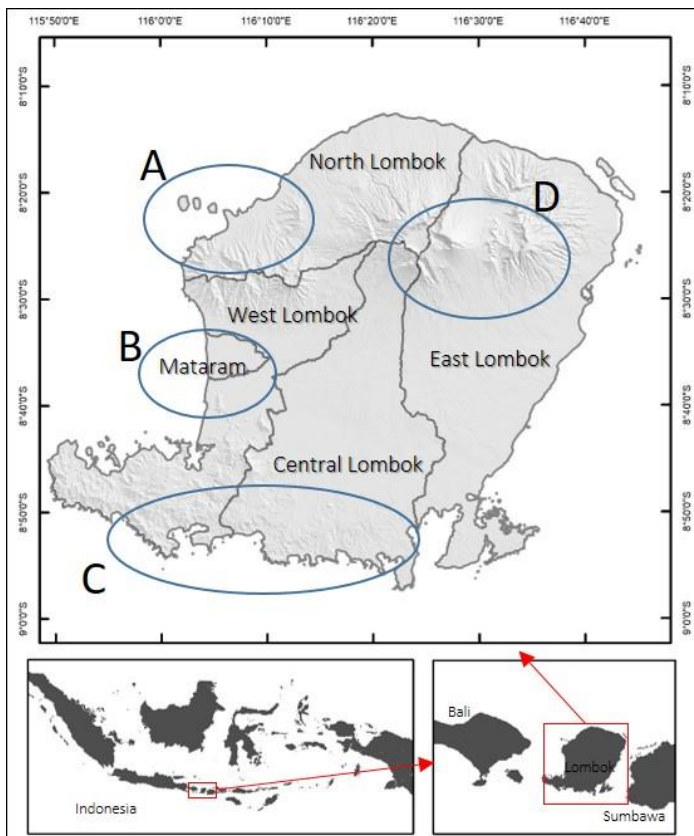 115°50'0"E 116°0'0"E 116°10'0"E 116°20'0"E 116°30'0"E 116°40'0"E
8°10'0"S 8°10'0"S
North Lombok
A
8°20'0"S 8°20'0"S
D
8°30'0"S 8°30'0"S
West Lombok
B
Mataram
East Lombok
8°40'0"S 8°40'0"S
Central Lombok
8°50'0"S 8°50'0"S
C
9°0'0"S 9°0'0"S
Indonesia
Bali
Lombok
Sumbawa